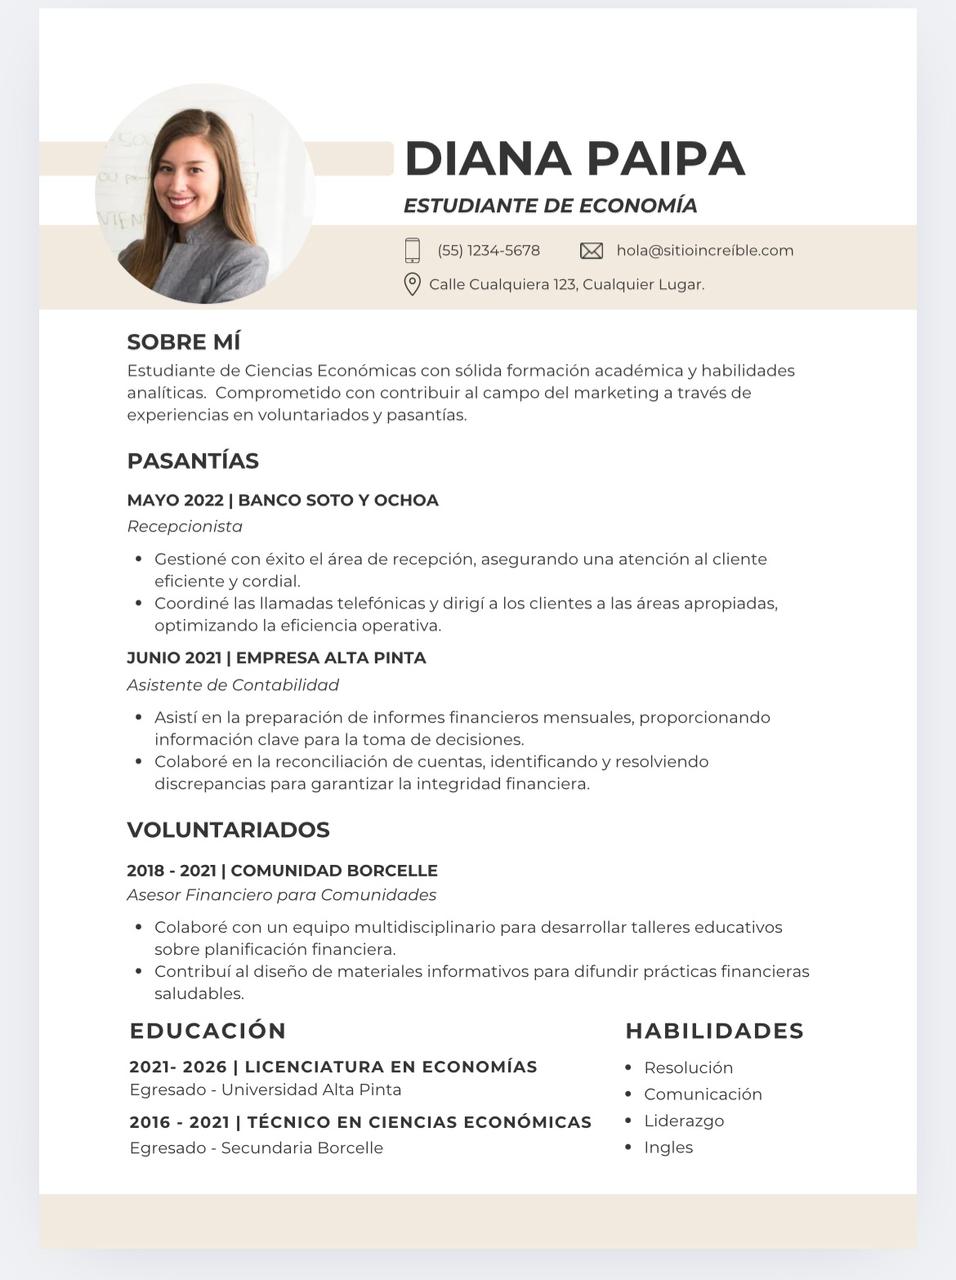 DIANA PAIPA
ESTUDIANTE DE ECONOMÍA
(55) 1234-5678
hola@sitioincreíble.com
Calle Cualquiera 123, Cualquier Lugar.
SOBRE MÍ
Estudiante de Ciencias Económicas con sólida formación académica y habilidades
analíticas.  Comprometido con contribuir al campo del marketing a través de
experiencias en voluntariados y pasantías.
PASANTÍAS
MAYO 2022 | BANCO SOTO Y OCHOA
Recepcionista
• Gestioné con éxito el área de recepción, asegurando una atención al cliente
eficiente y cordial.
• Coordiné las llamadas telefónicas y dirigí a los clientes a las áreas apropiadas,
optimizando la eficiencia operativa.
JUNIO 2021 | EMPRESA ALTA PINTA
Asistente de Contabilidad
• Asistí en la preparación de informes financieros mensuales, proporcionando
información clave para la toma de decisiones.
• Colaboré en la reconciliación de cuentas, identificando y resolviendo
discrepancias para garantizar la integridad financiera.
VOLUNTARIADOS
2018 - 2021 | COMUNIDAD BORCELLE
Asesor Financiero para Comunidades
• Colaboré con un equipo multidisciplinario para desarrollar talleres educativos
sobre planificación financiera.
• Contribuí al diseño de materiales informativos para difundir prácticas financieras
saludables.
EDUCACIÓN
2021- 2026 | LICENCIATURA EN ECONOMÍAS
Egresado - Universidad Alta Pinta
2016 - 2021 | TÉCNICO EN CIENCIAS ECONÓMICAS
Egresado - Secundaria Borcelle
HABILIDADES
• Resolución
• Comunicación
• Liderazgo
• Ingles